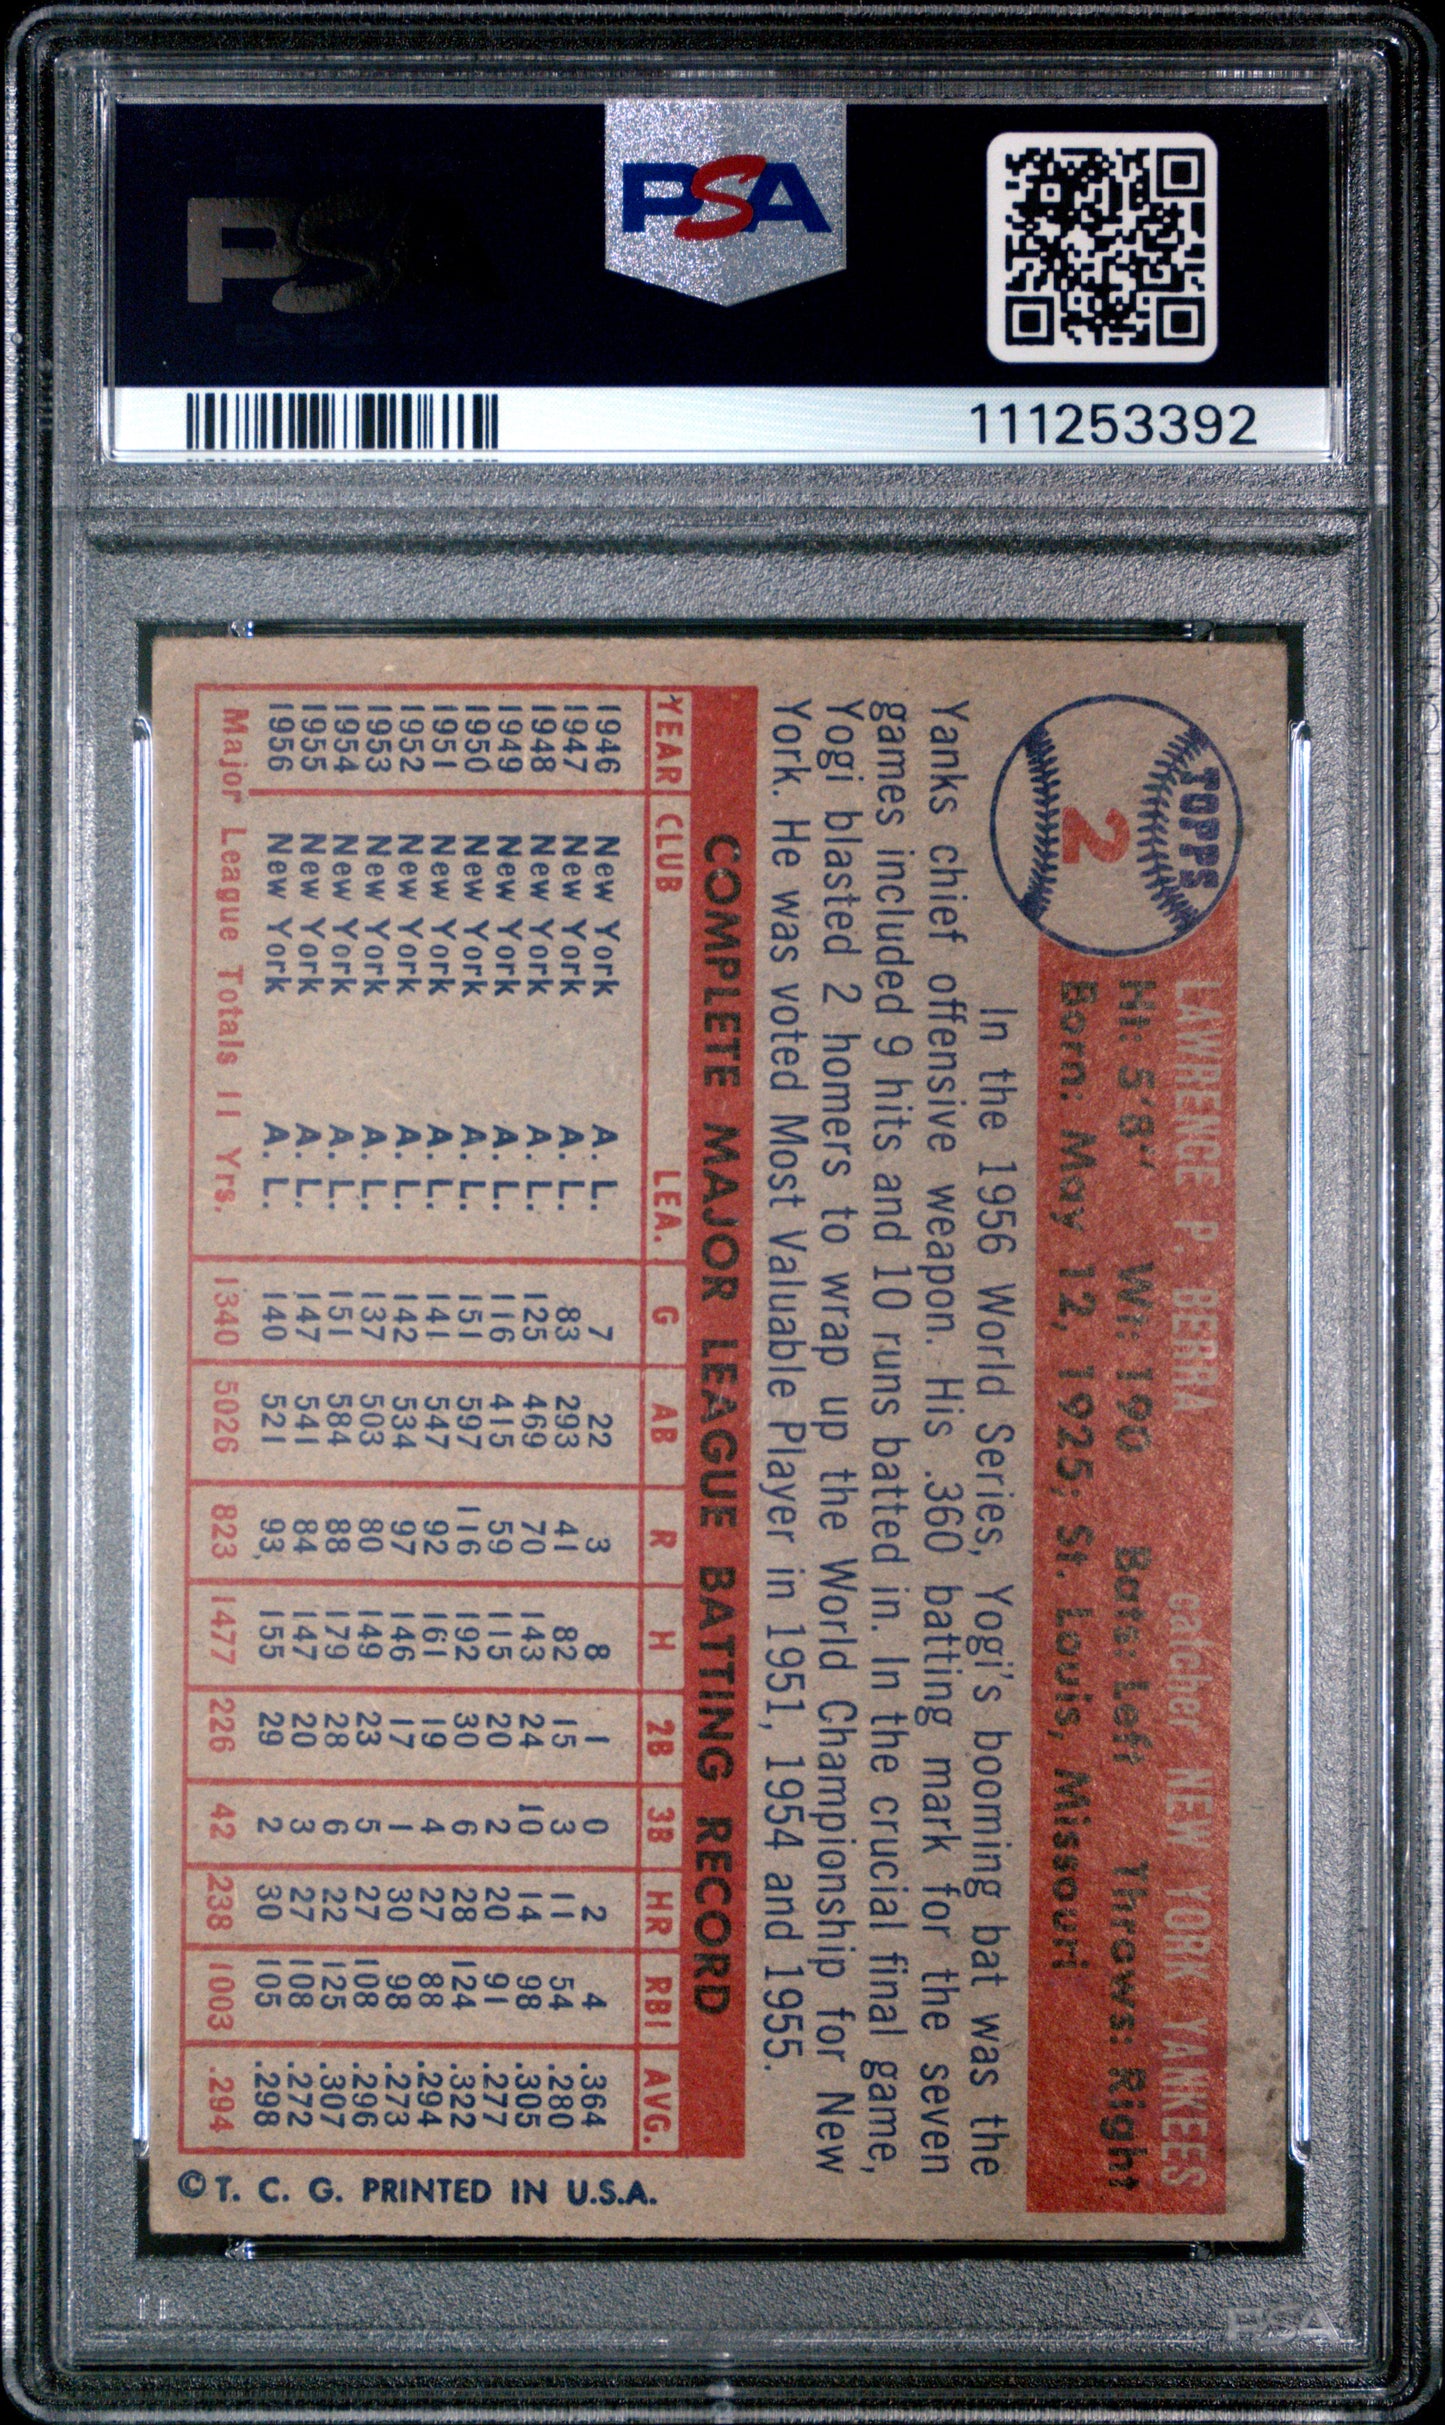 PSA
PSA
111253392
TOPPS
2
LAWRENCE P. BERRA catcher NEW YORK YANKEES
Ht: 5'8" Wt: 190 Bats: Left Throws: Right
Born: May 12, 1925; St. Louis, Missouri
In the 1956 World Series, Yogi's booming bat was the
Yanks chief offensive weapon. His .360 batting mark for the seven
games included 9 hits and 10 runs batted in. In the crucial final game,
Yogi blasted 2 homers to wrap up the World Championship for New
York. He was voted Most Valuable Player in 1951, 1954 and 1955.
COMPLETE MAJOR LEAGUE BATTING RECORD
YEAR CLUB LEA. G AB R H 2B 3B HR RBI AVG.
1946 New York A. L. 7 22 3 8 1 0 2 4 .364
1947 New York A. L. 83 293 41 82 15 3 11 54 .280
1948 New York A. L. 125 469 70 143 24 10 14 98 .305
1949 New York A. L. 116 415 59 115 20 2 20 91 .277
1950 New York A. L. 151 597 116 192 30 6 28 124 .322
1951 New York A. L. 141 547 92 161 19 4 27 88 .294
1952 New York A. L. 142 534 97 146 17 1 30 98 .273
1953 New York A. L. 137 503 80 149 23 5 27 108 .296
1954 New York A. L. 151 584 88 179 28 6 22 125 .307
1955 New York A. L. 147 541 84 147 20 3 27 108 .272
1956 New York A. L. 140 521 93 155 29 2 30 105 .298
Major League Totals 11 Yrs. 1340 5026 823 1477 226 42 238 1003 .294
©T. C. G. PRINTED IN U.S.A.
PSA